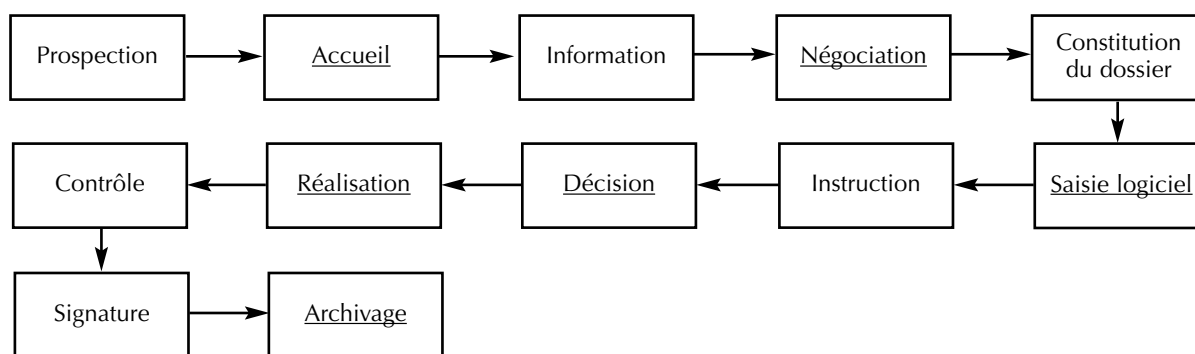 Prospection
Accueil
Information
Négociation
Constitution
du dossier
Saisie logiciel
Instruction
Décision
Réalisation
Contrôle
Signature
Archivage